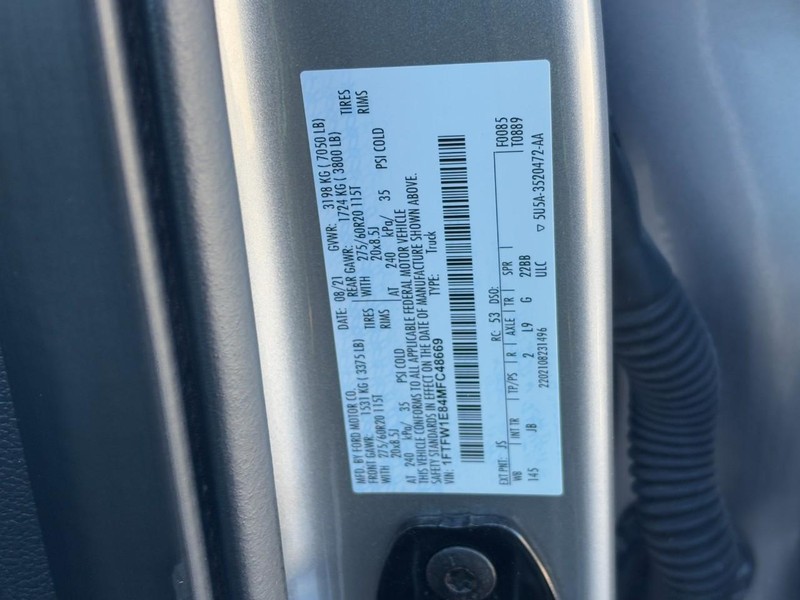 MFD. BY FORD MOTOR CO. DATE: 08/21 GVWR: 3198 KG ( 7050 LB)
FRONT GAWR: 1531 KG ( 3375 LB) REAR GAWR: 1724 KG ( 3800 LB)
WITH 275/60R20 115T TIRES WITH 275/60R20 115T TIRES
20x8.5J RIMS 20x8.5J RIMS
AT 240 kPa/ 35 PSI COLD AT 240 kPa/ 35 PSI COLD
THIS VEHICLE CONFORMS TO ALL APPLICABLE FEDERAL MOTOR VEHICLE
SAFETY STANDARDS IN EFFECT ON THE DATE OF MANUFACTURE SHOWN ABOVE.
VIN: 1FTFW1E84MFC48669 TYPE: Truck
F0085
T0889
EXT PNT: JS RC: 53 DSO:
WB INT TR TP/PS R AXLE TR SPR
145 JB 2 L9 G 22BB
2202108231496 ULC
▽ 5U5A-3520472-AA